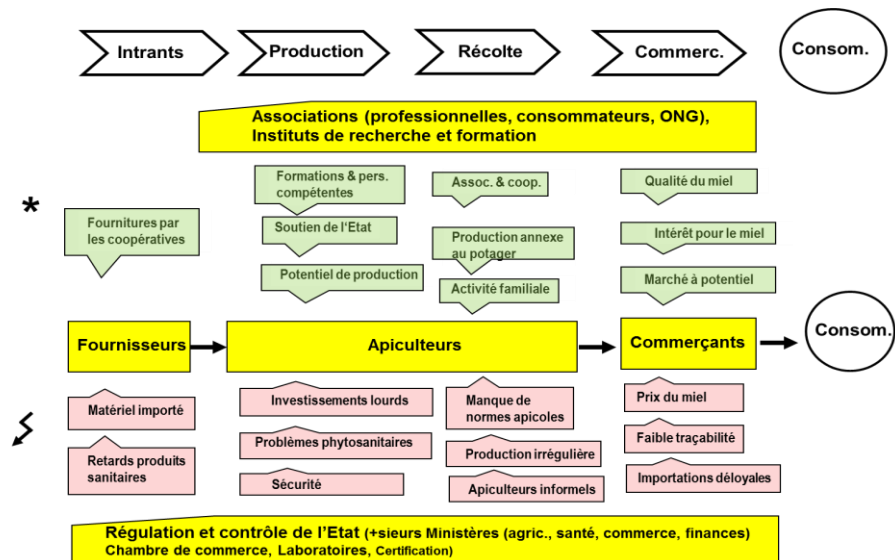 Intrants
Production
Récolte
Commerc.
Consom.
Associations (professionnelles, consommateurs, ONG),
Instituts de recherche et formation
*
Fournitures par
les coopératives
Formations & pers.
compétentes
Soutien de l'Etat
Potentiel de production
Assoc. & coop.
Production annexe
au potager
Activité familiale
Qualité du miel
Intérêt pour le miel
Marché à potentiel
Fournisseurs
Apiculteurs
Commerçants
Consom.
Matériel importé
Retards produits
sanitaires
Investissements lourds
Problèmes phytosanitaires
Sécurité
Manque de
normes apicoles
Production irrégulière
Apiculteurs informels
Prix du miel
Faible traçabilité
Importations déloyales
Régulation et contrôle de l'Etat (+sieurs Ministères (agric., santé, commerce, finances)
Chambre de commerce, Laboratoires, Certification)